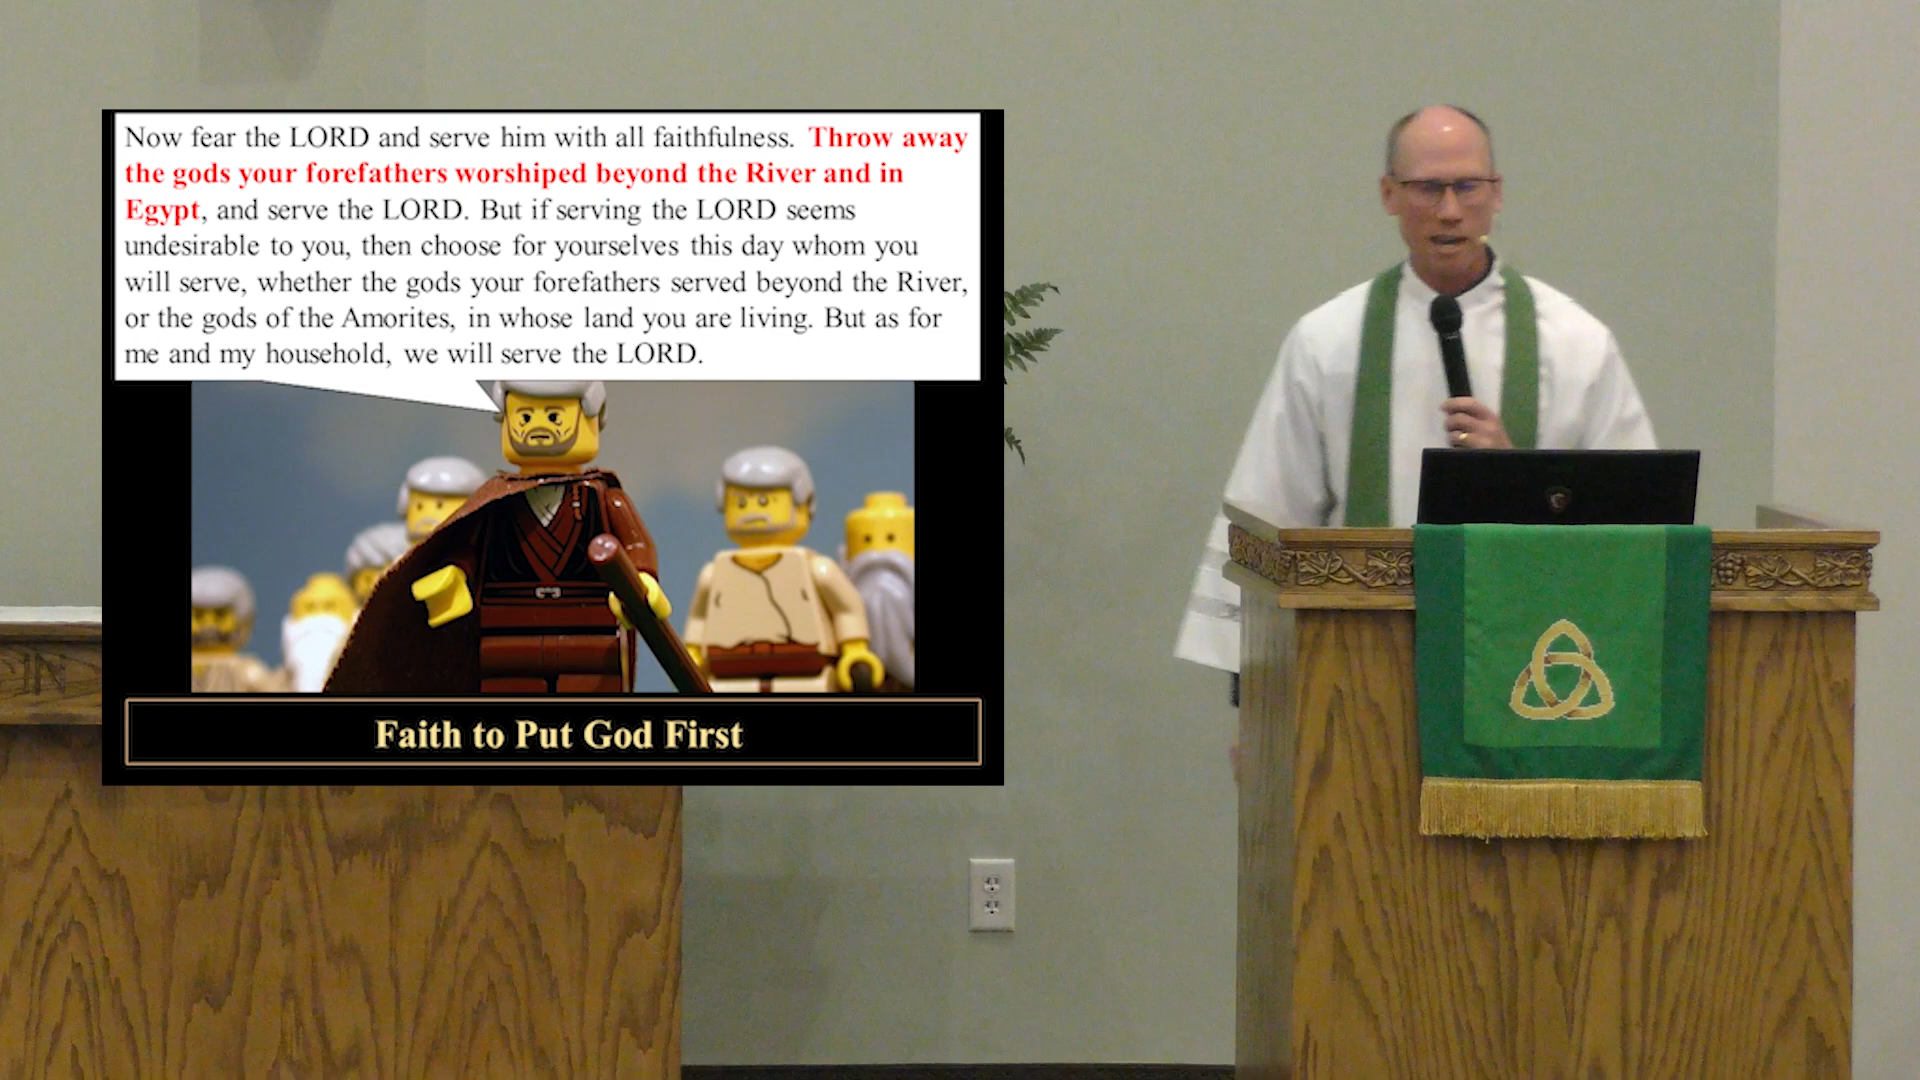 Now fear the LORD and serve him with all faithfulness. Throw away
the gods your forefathers worshiped beyond the River and in
Egypt, and serve the LORD. But if serving the LORD seems
undesirable to you, then choose for yourselves this day whom you
will serve, whether the gods your forefathers served beyond the River,
or the gods of the Amorites, in whose land you are living. But as for
me and my household, we will serve the LORD.
Faith to Put God First